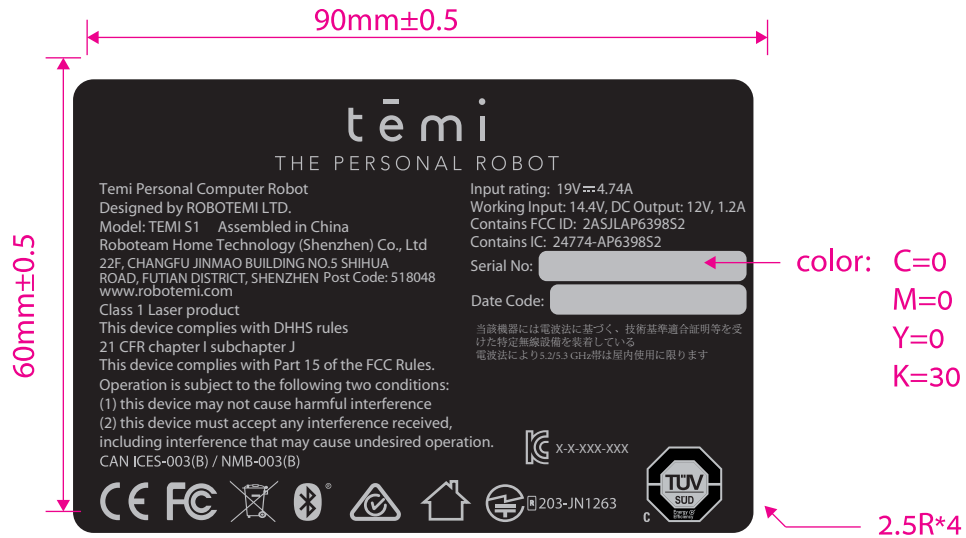 90mm±0.5
60mm±0.5
tēmi
THE PERSONAL ROBOT
Temi Personal Computer Robot
Designed by ROBOTEMI LTD.
Model: TEMI S1 Assembled in China
Roboteam Home Technology (Shenzhen) Co., Ltd
22F, CHANGFU JINMAO BUILDING NO.5 SHIHUA
ROAD, FUTIAN DISTRICT, SHENZHEN Post Code: 518048
www.robotemi.com
Class 1 Laser product
This device complies with DHHS rules
21 CFR chapter I subchapter J
This device complies with Part 15 of the FCC Rules.
Operation is subject to the following two conditions:
(1) this device may not cause harmful interference
(2) this device must accept any interference received,
including interference that may cause undesired operation.
CAN ICES-003(B) / NMB-003(B)
Input rating: 19V⎓4.74A
Working Input: 14.4V, DC Output: 12V, 1.2A
Contains FCC ID: 2ASJLAP6398S2
Contains IC: 24774-AP6398S2
Serial No:
Date Code:
当該機器には電波法に基づく、技術基準適合証明等を受
けた特定無線設備を装着している
電波法により5.2/5.3 GHz帯は屋内使用に限ります
X-X-XXX-XXX
CE FC
R 203-JN1263
C
TÜV
SÜD
Energy
Efficiency
color: C=0
M=0
Y=0
K=30
2.5R*4